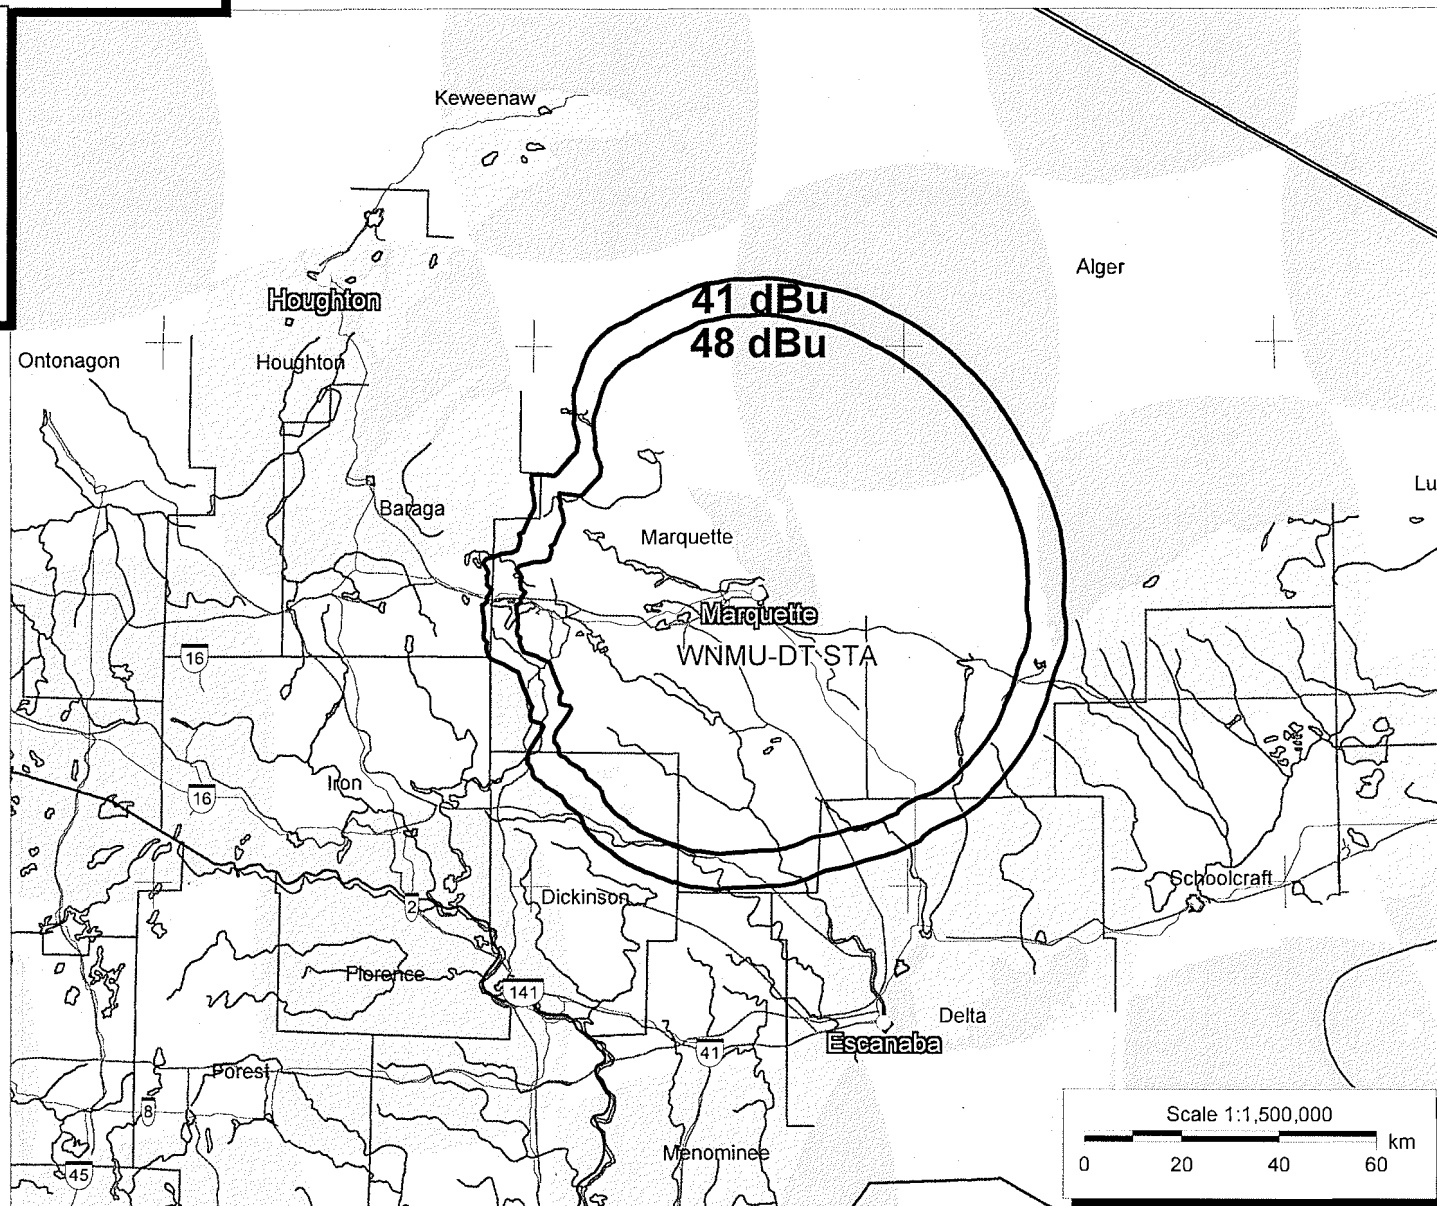 Keweenaw
Alger
Houghton
41 dBu
48 dBu
Ontonagon
Houghton
Lu
Baraga
Marquette
Marquette
WNMU-DT STA
16
Iron
16
Schoolcraft
Dickinson
2
Florence
141
Delta
Escanaba
41
Forest
8
Menominee
45
Scale 1:1,500,000
km
0 20 40 60